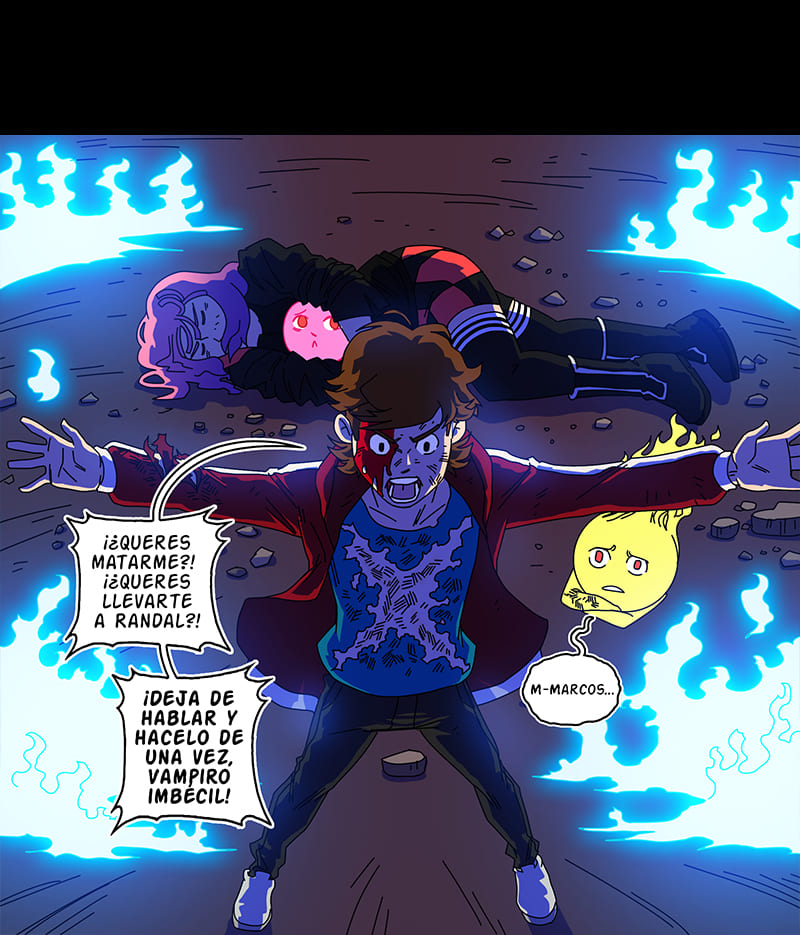 ¡¿QUERES
MATARME?!
¡¿QUERES
LLEVARTE
A RANDAL?!
¡DEJA DE
HABLAR Y
HACELO DE
UNA VEZ,
VAMPIRO
IMBÉCIL!
M-MARCOS...